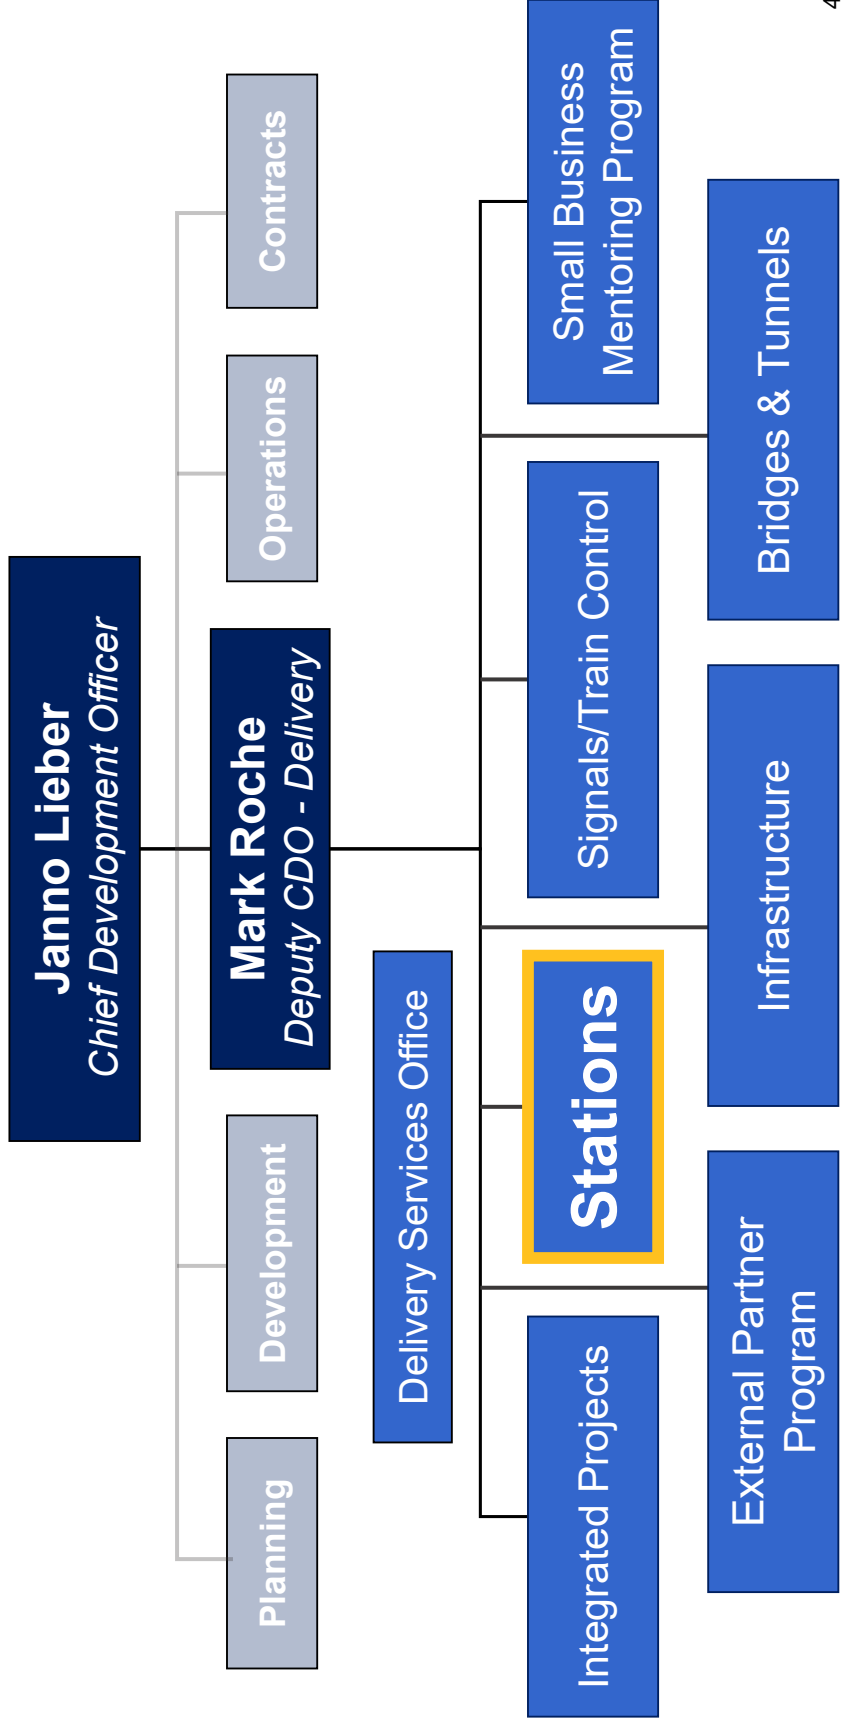 Janno Lieber
Chief Development Officer
Planning
Development
Mark Roche
Deputy CDO - Delivery
Operations
Contracts
Delivery Services Office
Integrated Projects
Stations
Signals/Train Control
Small Business
Mentoring Program
External Partner
Program
Infrastructure
Bridges & Tunnels
4